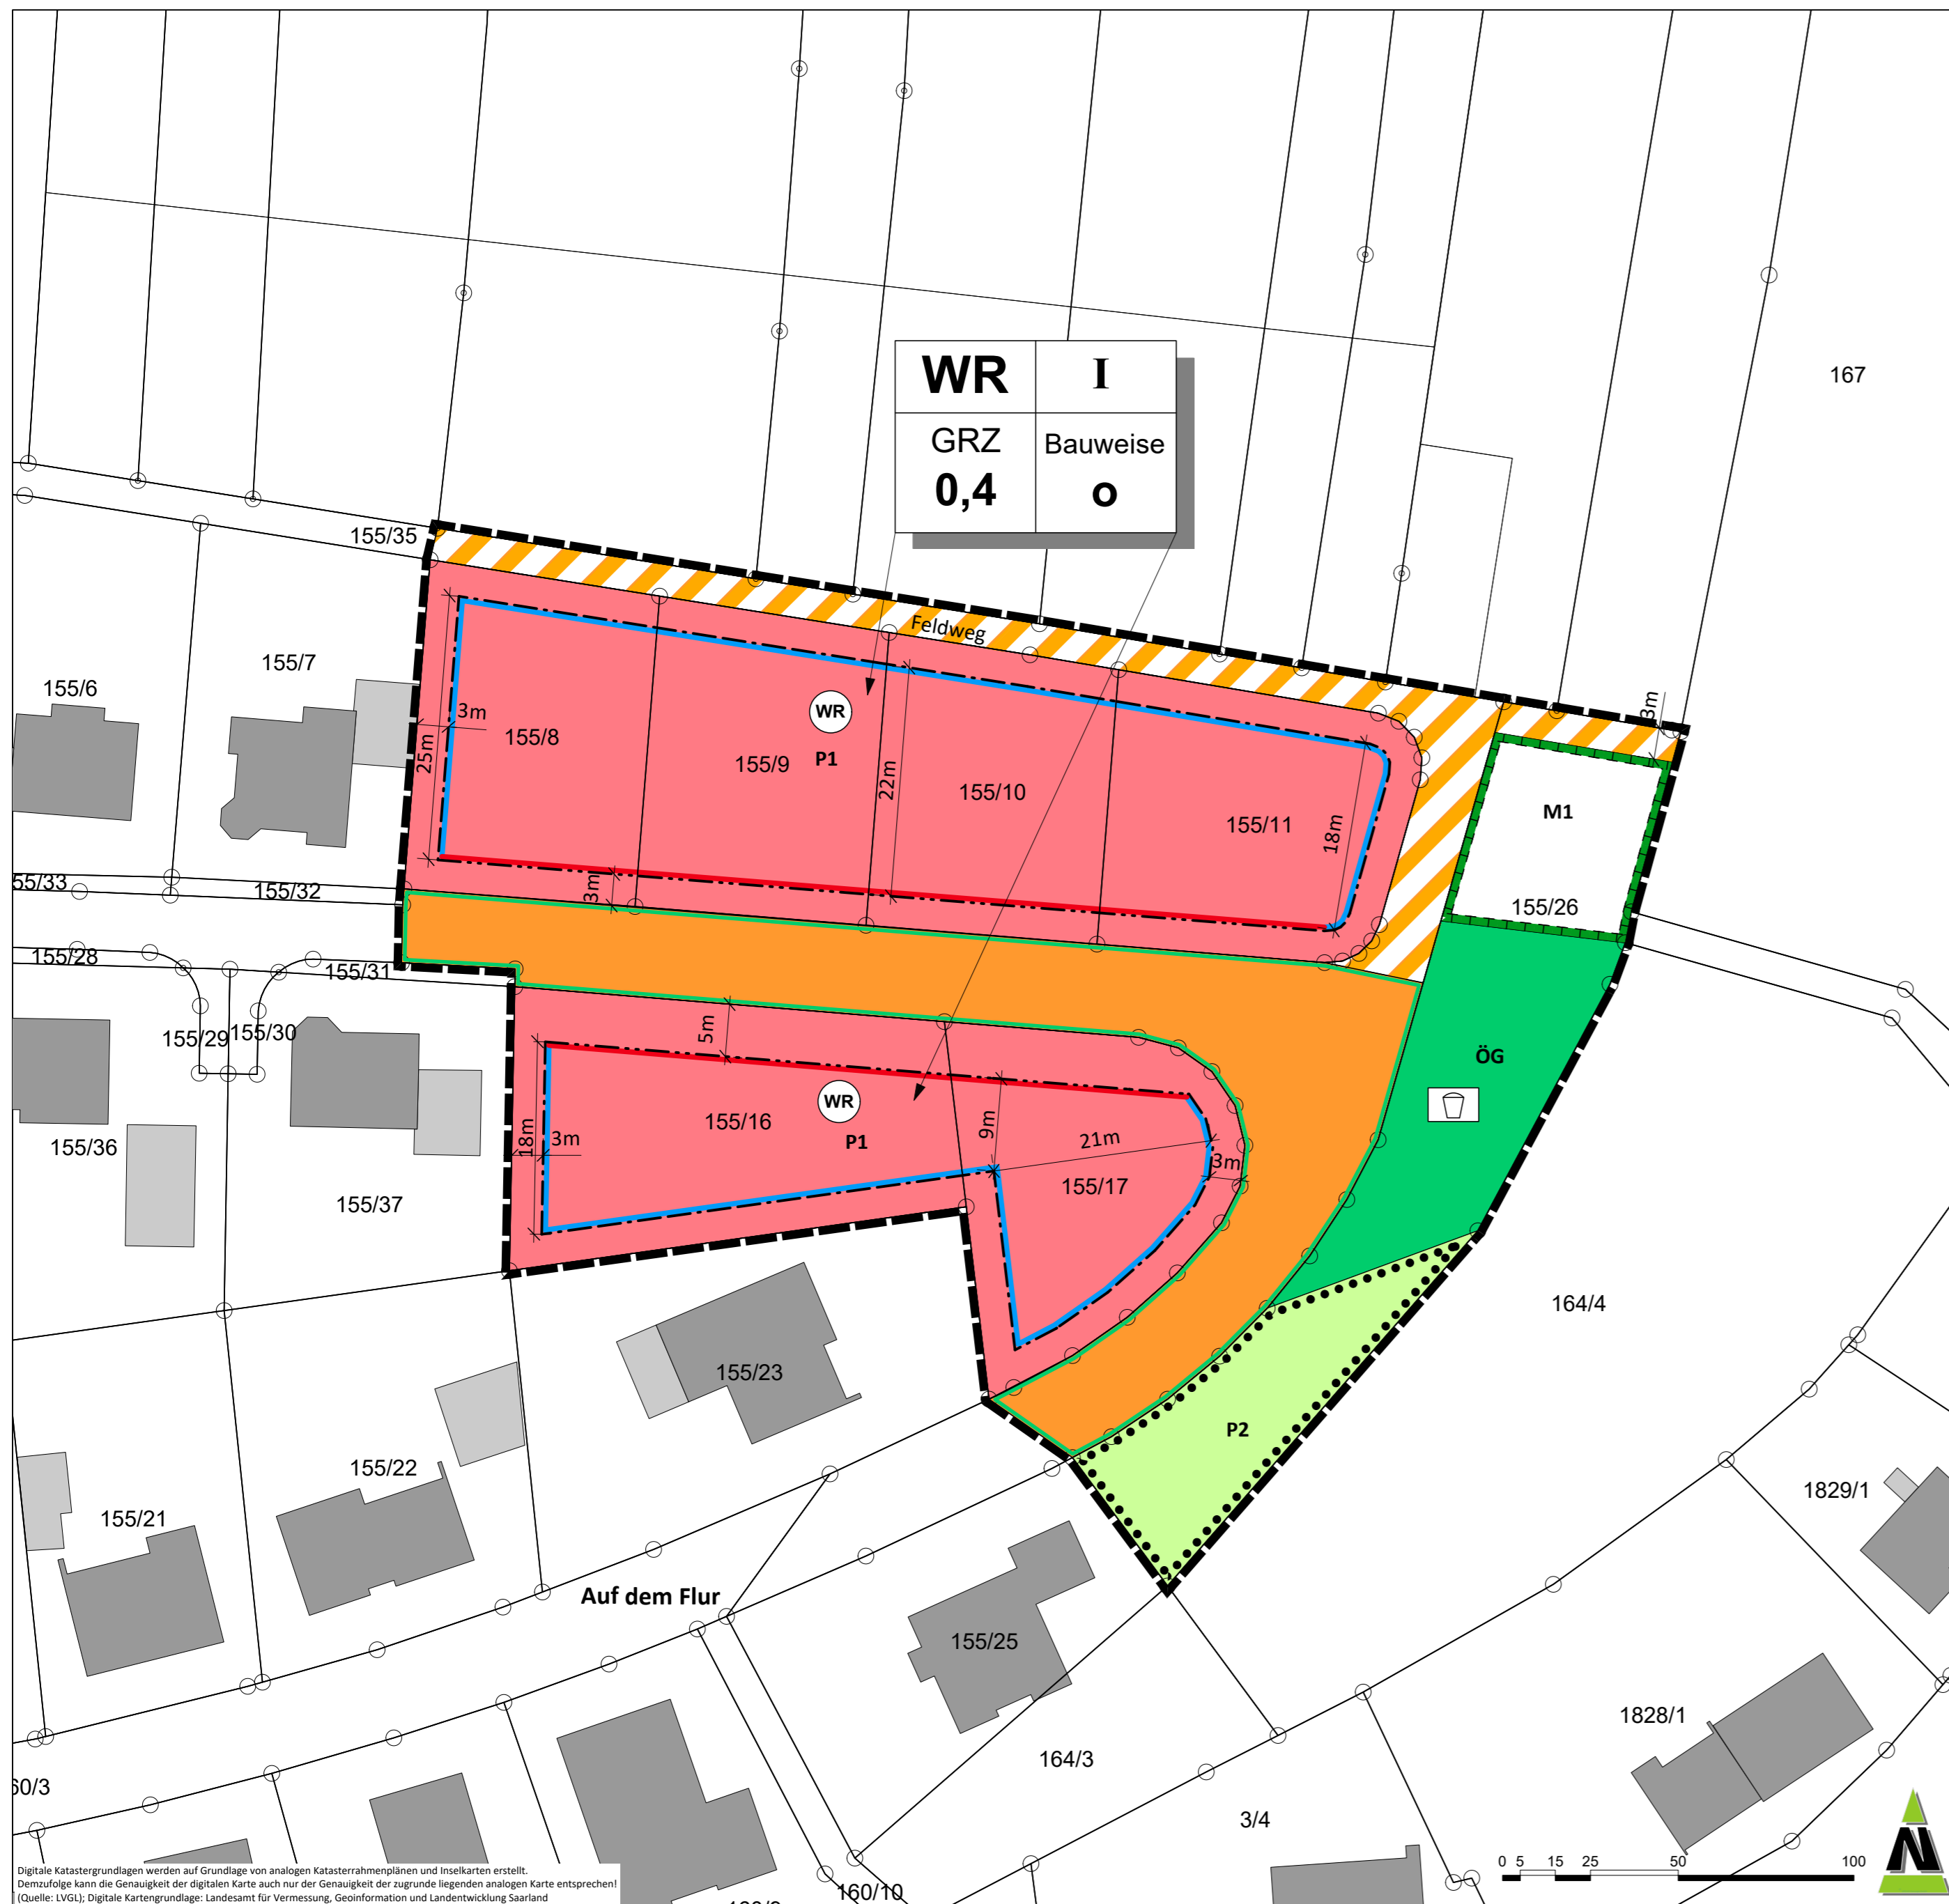 167
WR
I
GRZ
Bauweise
0,4
o
155/35
Feldweg
155/7
155/6
3m
155/8
25m
WR
155/9
P1
22m
155/10
155/11
18m
3m
M1
155/26
55/33
155/32
3m
155/28
155/31
155/29
155/30
5m
ÖG
155/36
155/37
18m
3m
155/16
WR
P1
9m
21m
3m
155/17
164/4
155/23
P2
155/22
155/21
1829/1
Auf dem Flur
155/25
1828/1
164/3
3/4
60/3
160/10
0 5 15 25 50 100
N
Digitale Katastergrundlagen werden auf Grundlage von analogen Katasterrahmenplänen und Inselkarten erstellt.
Demzufolge kann die Genauigkeit der digitalen Karte auch nur der Genauigkeit der zugrunde liegenden analogen Karte entsprechen!
(Quelle: LVGL); Digitale Kartengrundlage: Landesamt für Vermessung, Geoinformation und Landentwicklung Saarland